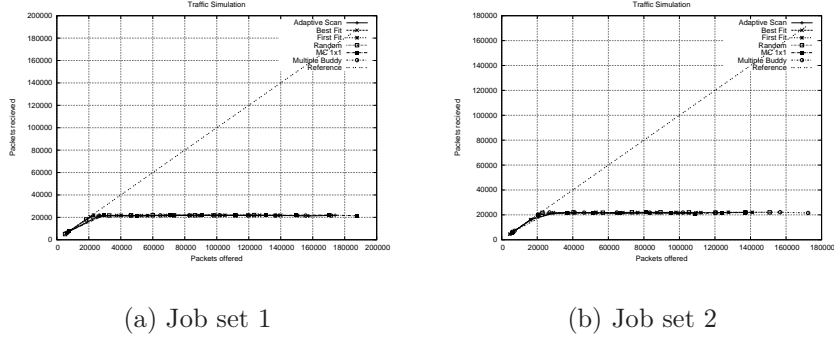 Traffic Simulation
200000
180000
160000
140000
120000
100000
80000
60000
40000
20000
0
Packets recieved
Adaptive Scan
Best Fit
First Fit
Random
MC 1x1
Multiple Buddy
Reference
0 20000 40000 60000 80000 100000 120000 140000 160000 180000 200000
Packets offered
(a) Job set 1
Traffic Simulation
180000
160000
140000
120000
100000
80000
60000
40000
20000
0
Packets recieved
Adaptive Scan
Best Fit
First Fit
Random
MC 1x1
Multiple Buddy
Reference
0 20000 40000 60000 80000 100000 120000 140000 160000 180000
Packets offered
(b) Job set 2